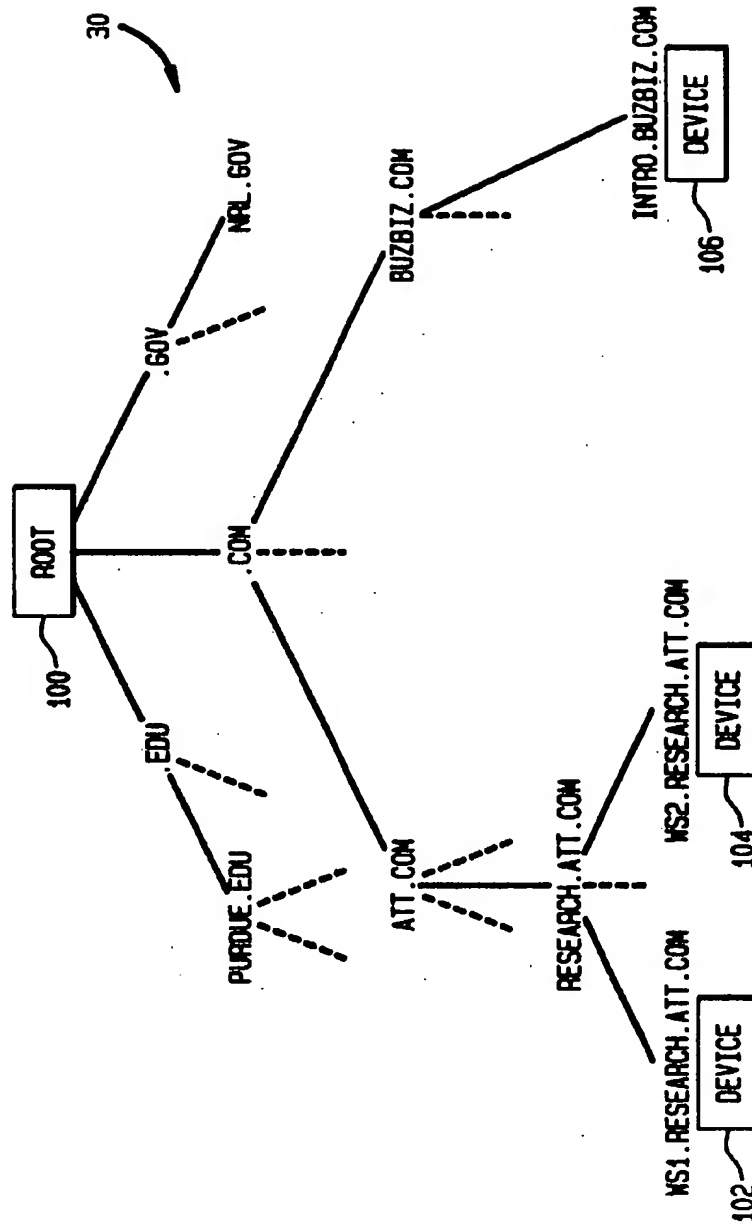 30
ROOT
100
.EDU
.GOV
PURDUE.EDU
.COM
NRL.GOV
ATT.COM
BUZBIZ.COM
RESEARCH.ATT.COM
WS1.RESEARCH.ATT.COM
WS2.RESEARCH.ATT.COM
INTRO.BUZBIZ.COM
DEVICE
DEVICE
DEVICE
102
104
106